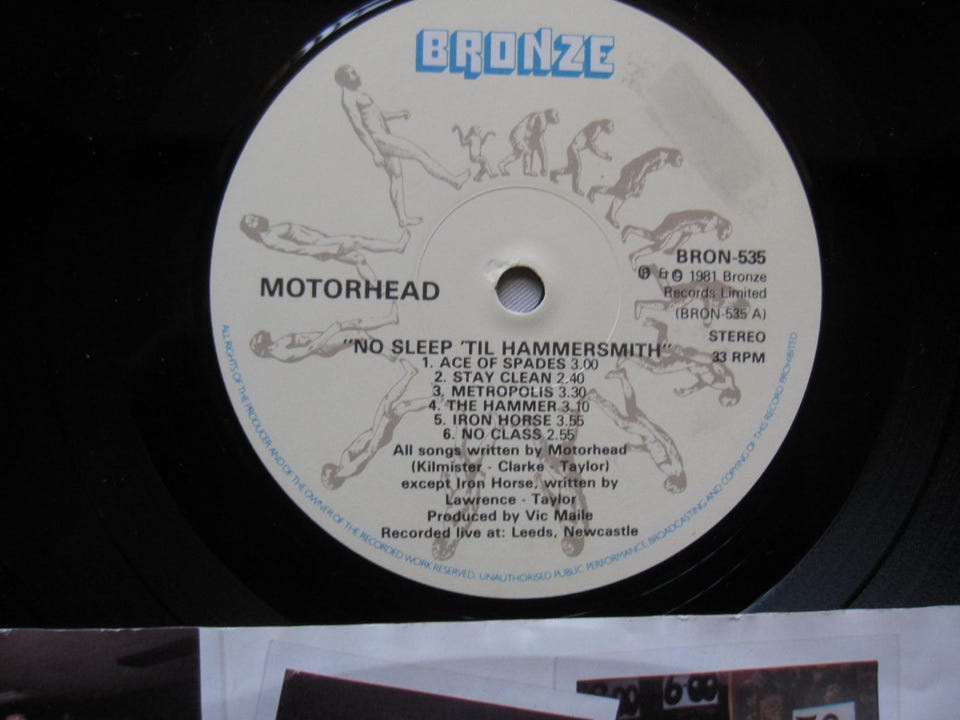 BRONZE
MOTORHEAD
BRON-535
℗ & © 1981 Bronze
Records Limited
(BRON-535 A)
STEREO
33 RPM
"NO SLEEP 'TIL HAMMERSMITH"
1. ACE OF SPADES 3.00
2. STAY CLEAN 2.40
3. METROPOLIS 3.30
4. THE HAMMER 3.10
5. IRON HORSE 3.55
6. NO CLASS 2.55
All songs written by Motorhead
(Kilmister - Clarke - Taylor)
except Iron Horse, written by
Lawrence - Taylor
Produced by Vic Maile
Recorded live at: Leeds, Newcastle
ALL RIGHTS OF THE PRODUCER AND OF THE OWNER OF THE RECORDED WORK RESERVED. UNAUTHORISED PUBLIC PERFORMANCE, BROADCASTING AND COPYING OF THIS RECORD PROHIBITED
6·00